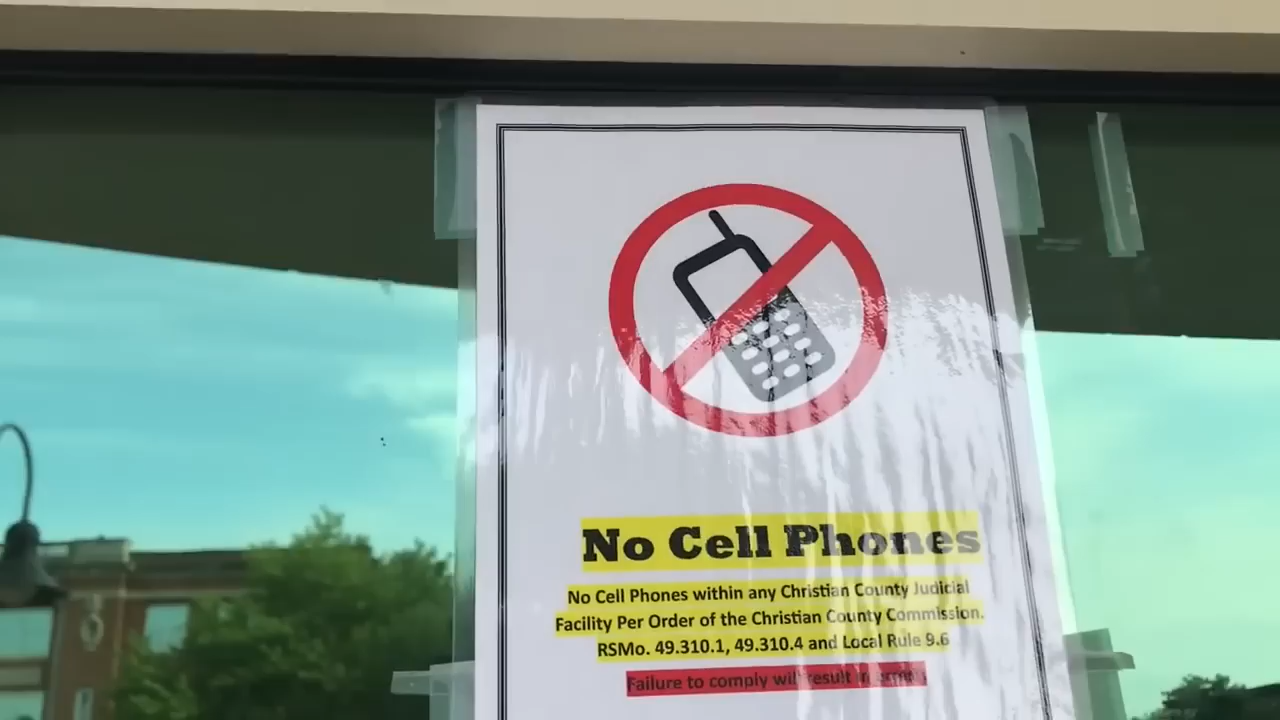 No Cell Phones
No Cell Phones within any Christian County Judicial
Facility Per Order of the Christian County Commission.
RSMo. 49.310.1, 49.310.4 and Local Rule 9.6
Failure to comply will result in